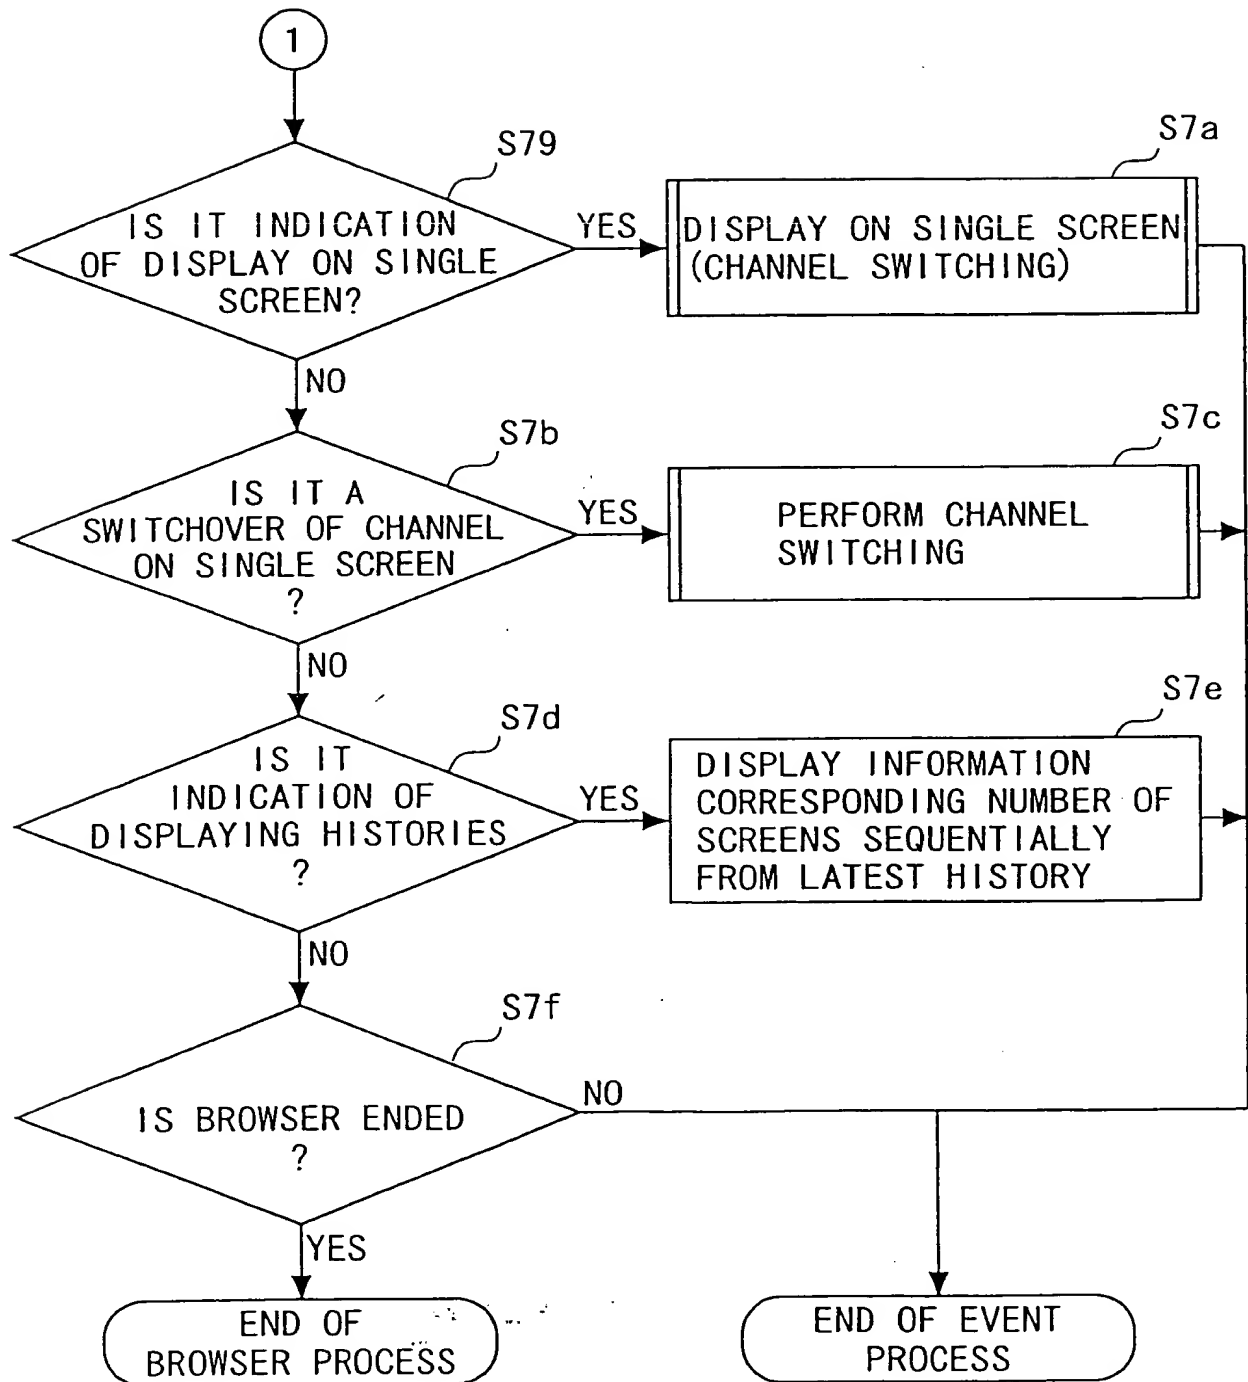 1
S79
IS IT INDICATION
OF DISPLAY ON SINGLE
SCREEN?
YES
S7a
DISPLAY ON SINGLE SCREEN
(CHANNEL SWITCHING)
NO
S7b
IS IT A
SWITCHOVER OF CHANNEL
ON SINGLE SCREEN
?
YES
S7c
PERFORM CHANNEL
SWITCHING
NO
S7d
IS IT
INDICATION OF
DISPLAYING HISTORIES
?
YES
S7e
DISPLAY INFORMATION
CORRESPONDING NUMBER OF
SCREENS SEQUENTIALLY
FROM LATEST HISTORY
NO
S7f
IS BROWSER ENDED
?
NO
YES
END OF
BROWSER PROCESS
END OF EVENT
PROCESS